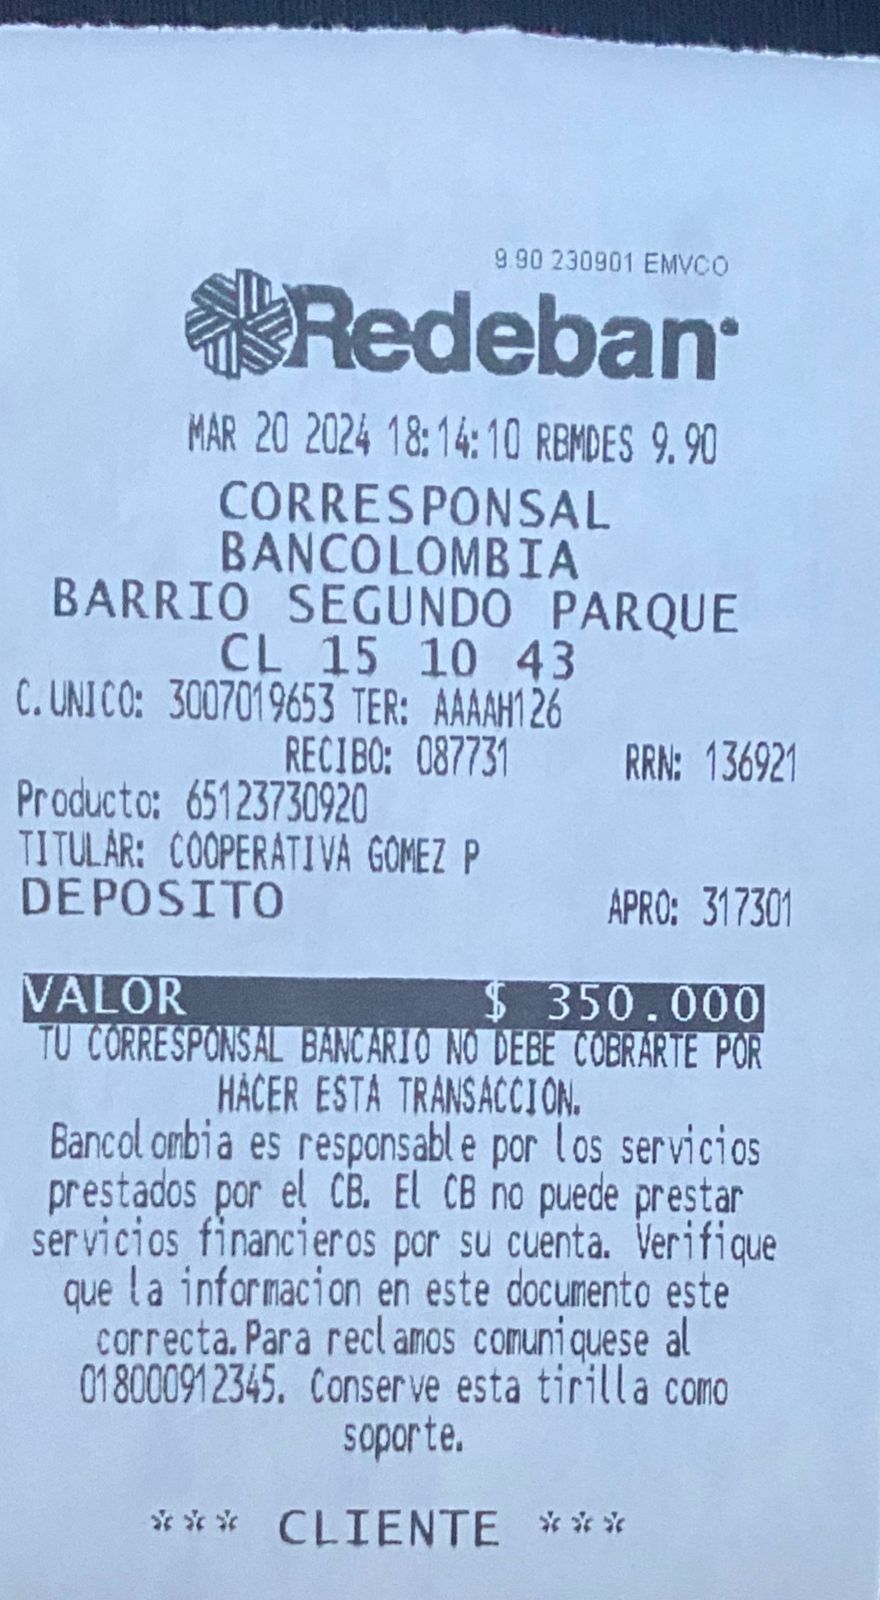 9.90 230901 EMVCO
Redeban
MAR 20 2024 18:14:10 RBMDES 9.90
CORRESPONSAL
BANCOLOMBIA
BARRIO SEGUNDO PARQUE
CL 15 10 43
C.UNICO: 3007019653 TER: AAAAH126
RECIBO: 087731 RRN: 136921
Producto: 65123730920
TITULAR: COOPERATIVA GOMEZ P
DEPOSITO APRO: 317301
VALOR $ 350.000
TU CORRESPONSAL BANCARIO NO DEBE COBRARTE POR
HACER ESTA TRANSACCION.
Bancolombia es responsable por los servicios
prestados por el CB. El CB no puede prestar
servicios financieros por su cuenta. Verifique
que la informacion en este documento este
correcta.Para reclamos comuniquese al
018000912345. Conserve esta tirilla como
soporte.
*** CLIENTE ***